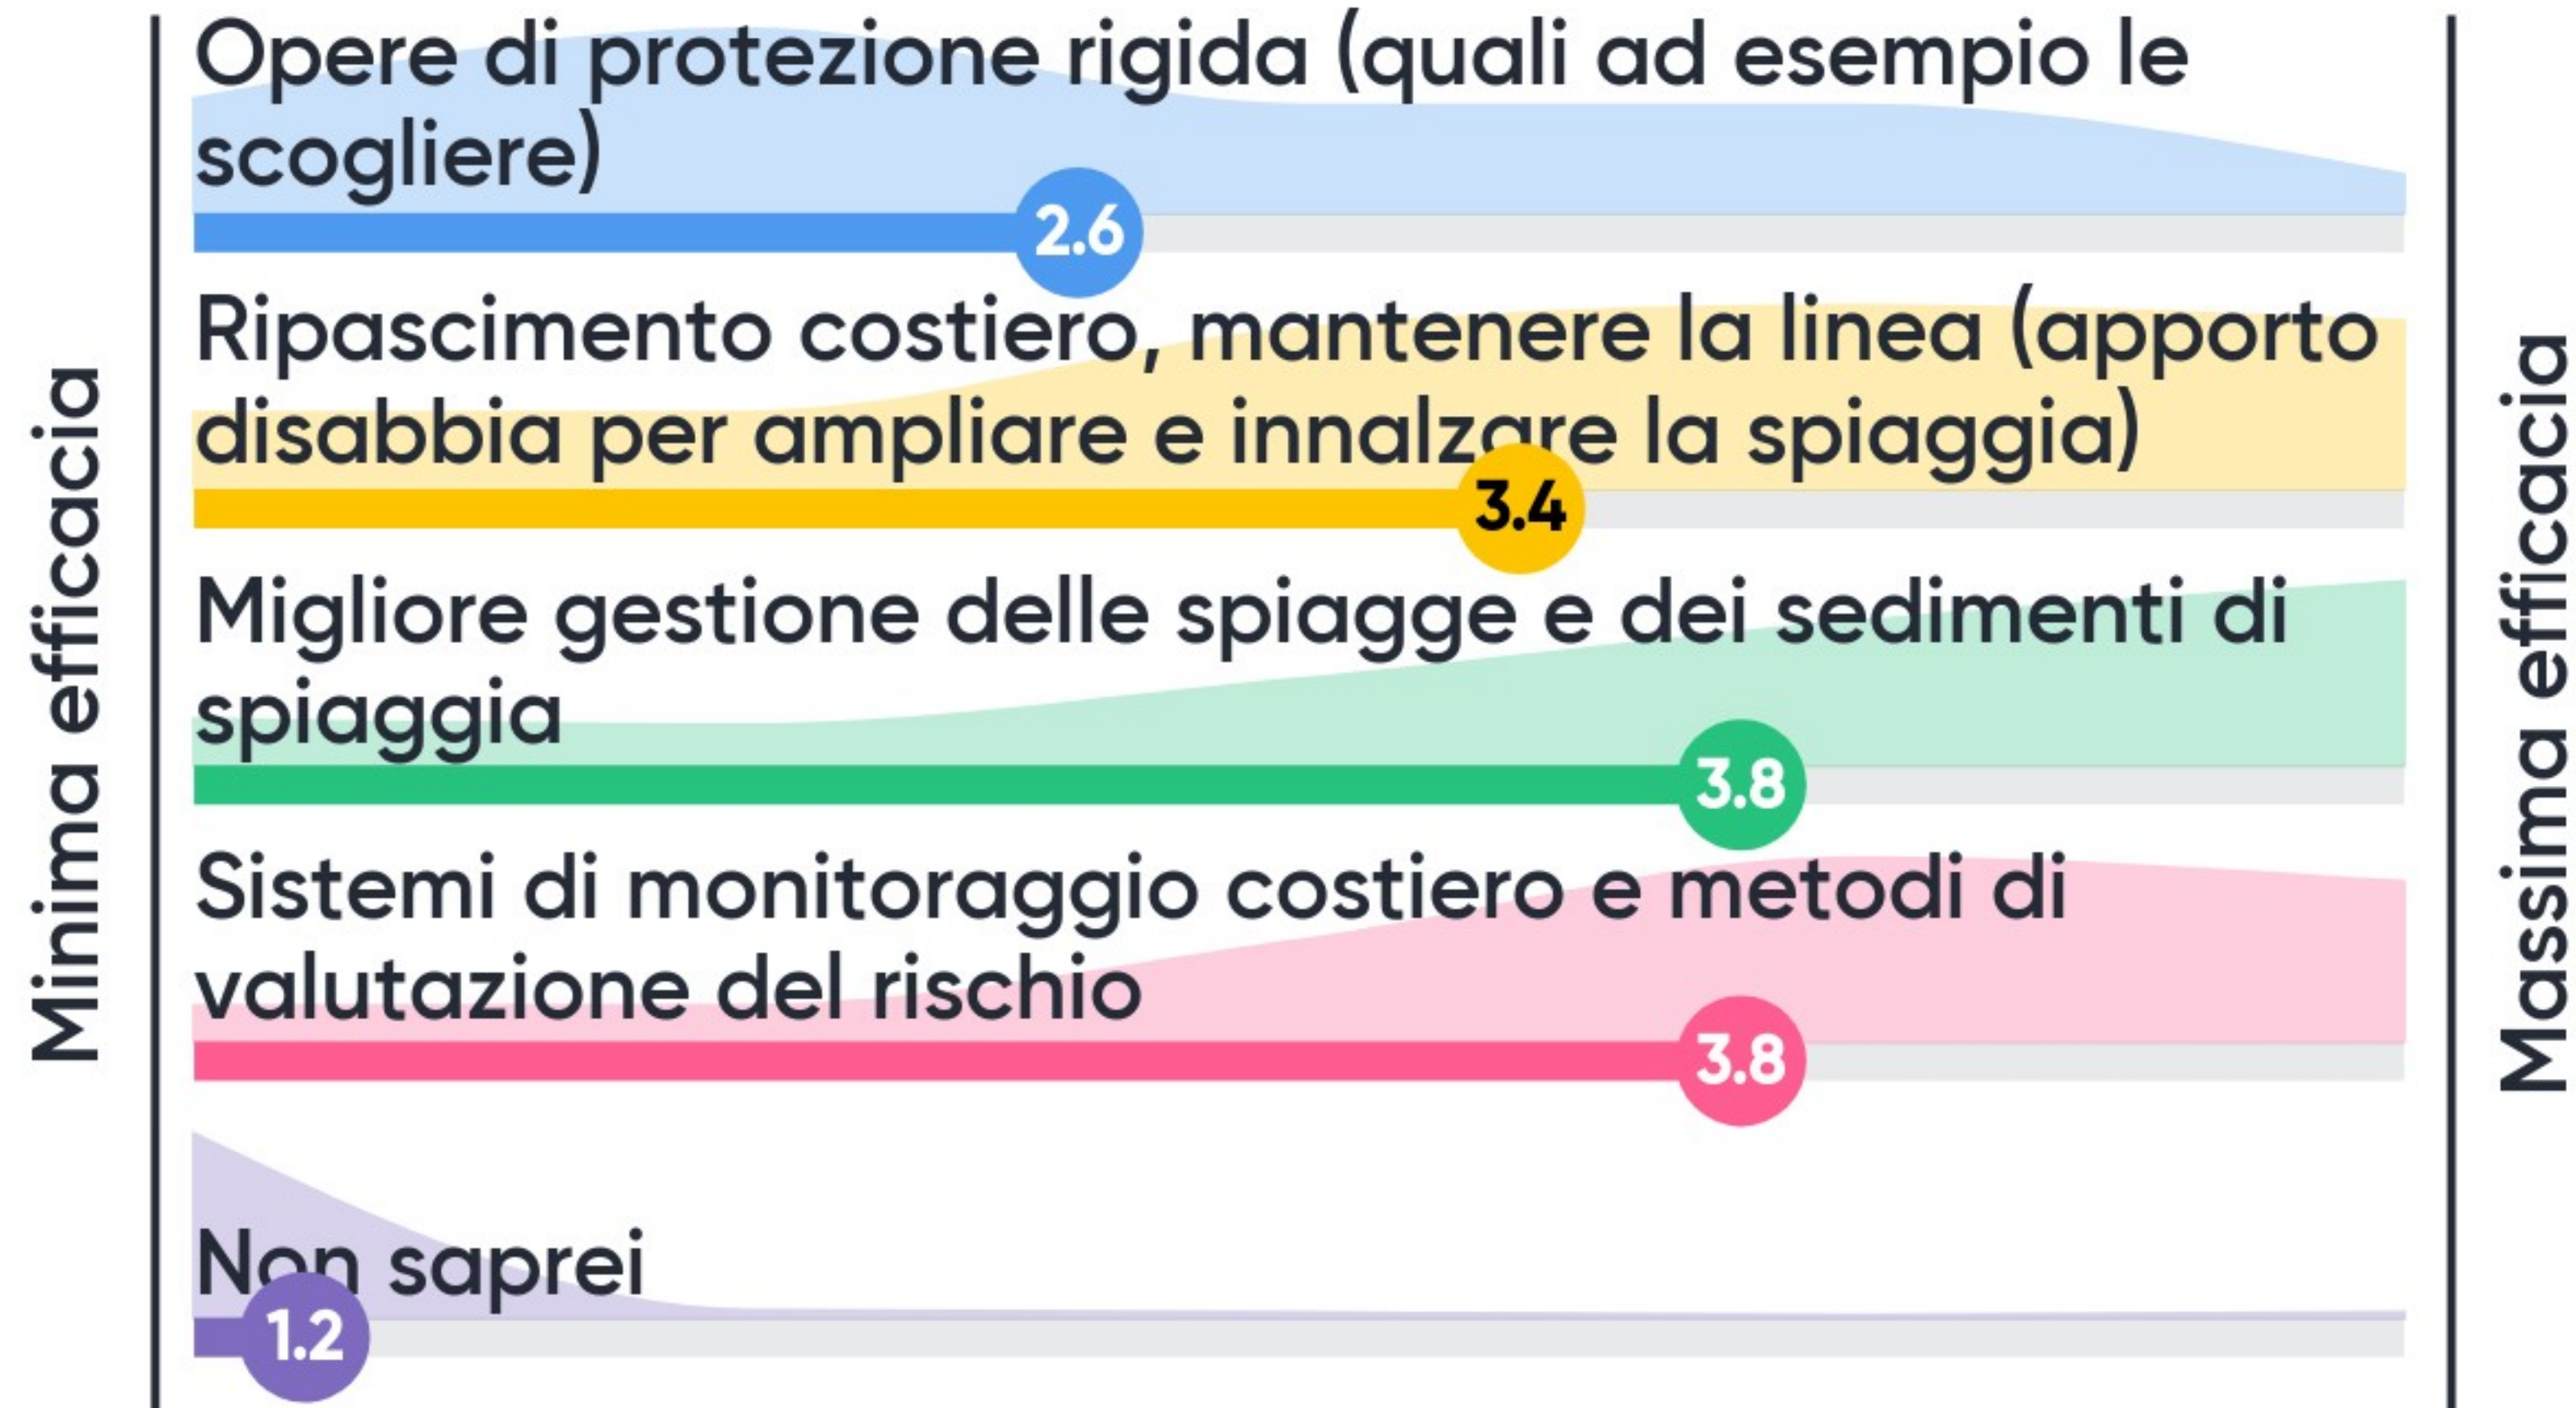 Minima efficacia
Opere di protezione rigida (quali ad esempio le
scogliere)
2.6
Ripascimento costiero, mantenere la linea (apporto
disabbia per ampliare e innalzare la spiaggia)
3.4
Migliore gestione delle spiagge e dei sedimenti di
spiaggia
3.8
Sistemi di monitoraggio costiero e metodi di
valutazione del rischio
3.8
Non saprei
1.2
Massima efficacia